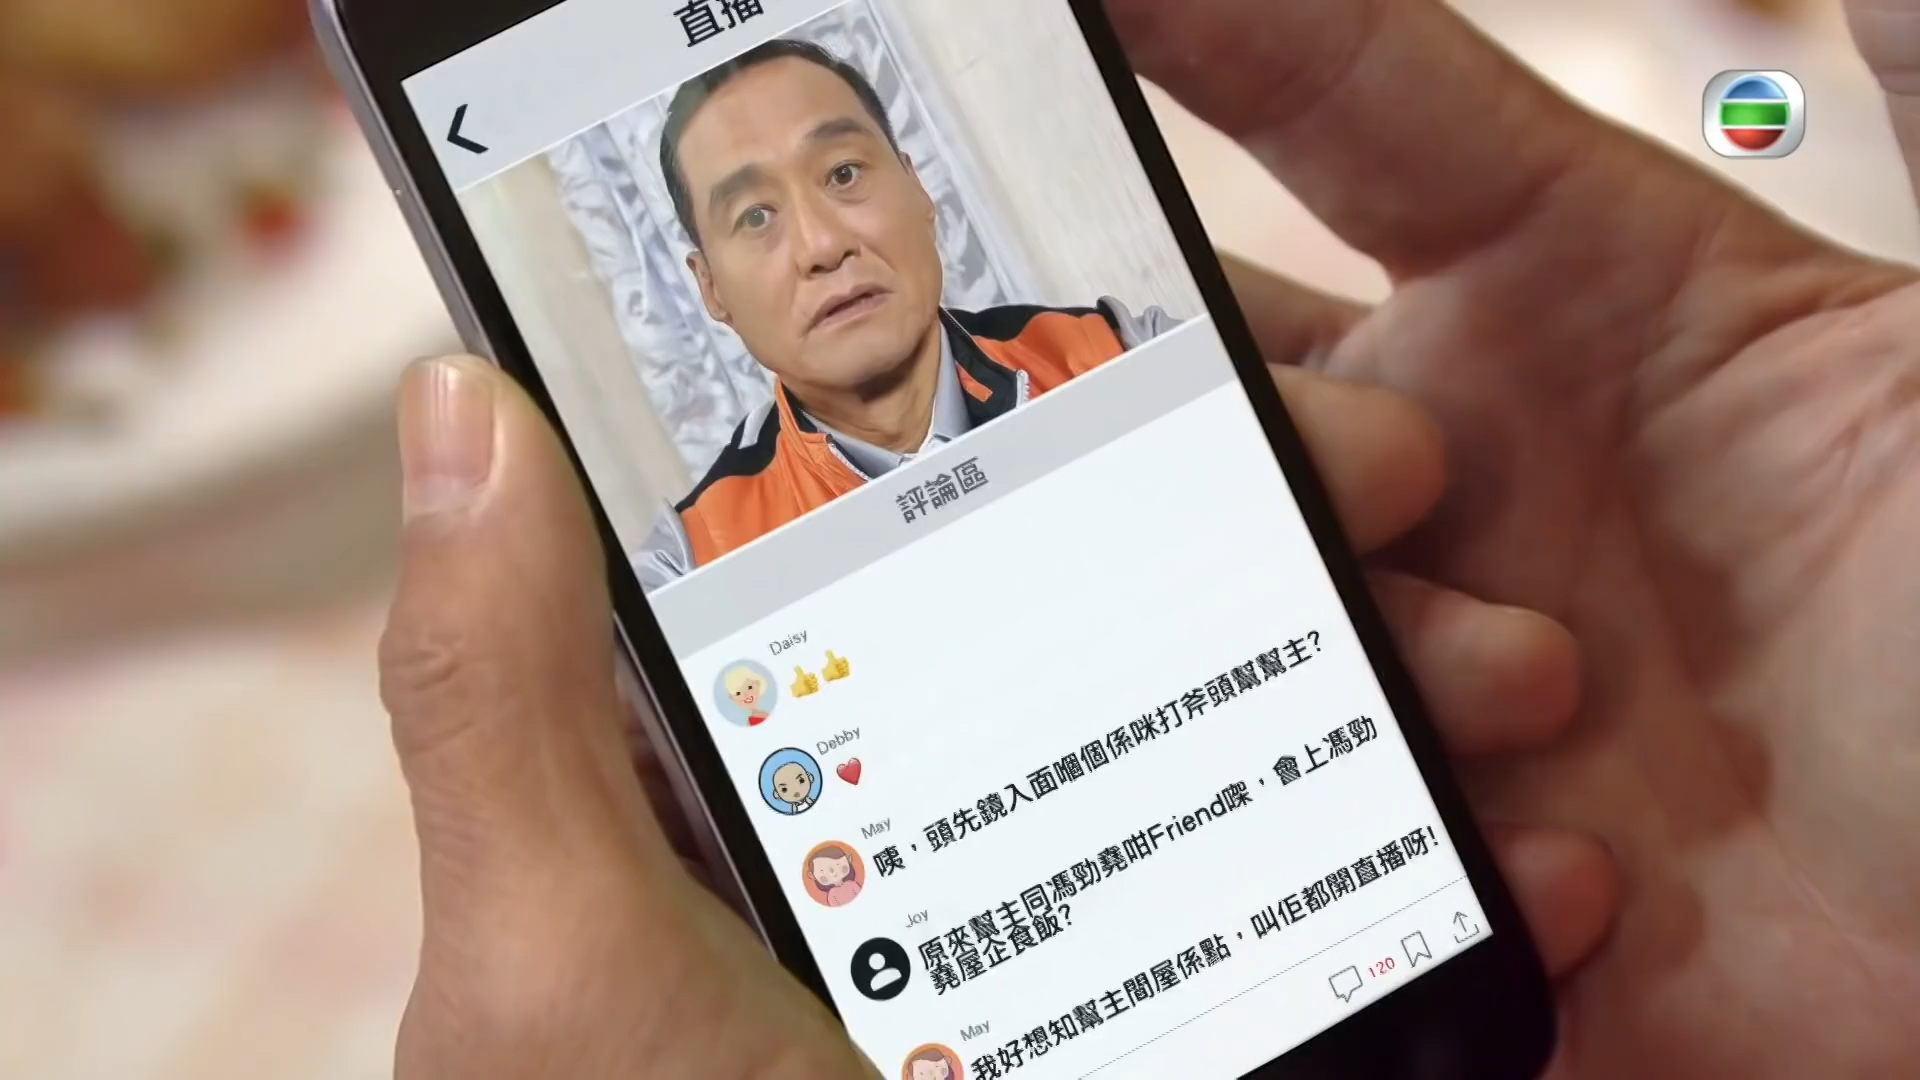 直播
評論區
Daisy
Debby
May
咦，頭先鏡入面嗰個係咪打斧頭幫幫主?
Joy
原來幫主同馮勁堯咁Friend㗎，會上馮勁
堯屋企食飯?
May
我好想知幫主間屋係點，叫佢都開直播呀!
120